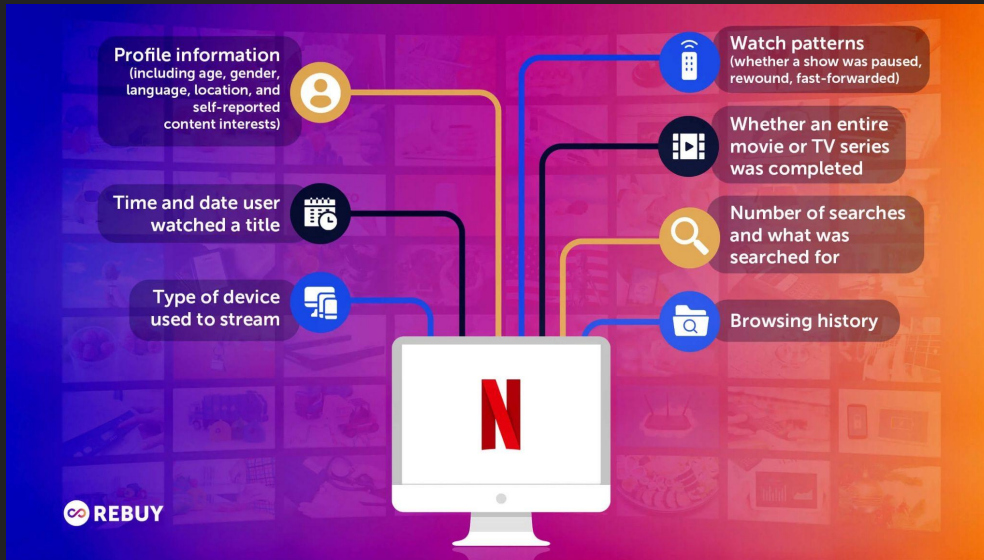 Profile information
(including age, gender,
language, location, and
self-reported
content interests)
Time and date user
watched a title
Type of device
used to stream
Watch patterns
(whether a show was paused,
rewound, fast-forwarded)
Whether an entire
movie or TV series
was completed
Number of searches
and what was
searched for
Browsing history
N
REBUY